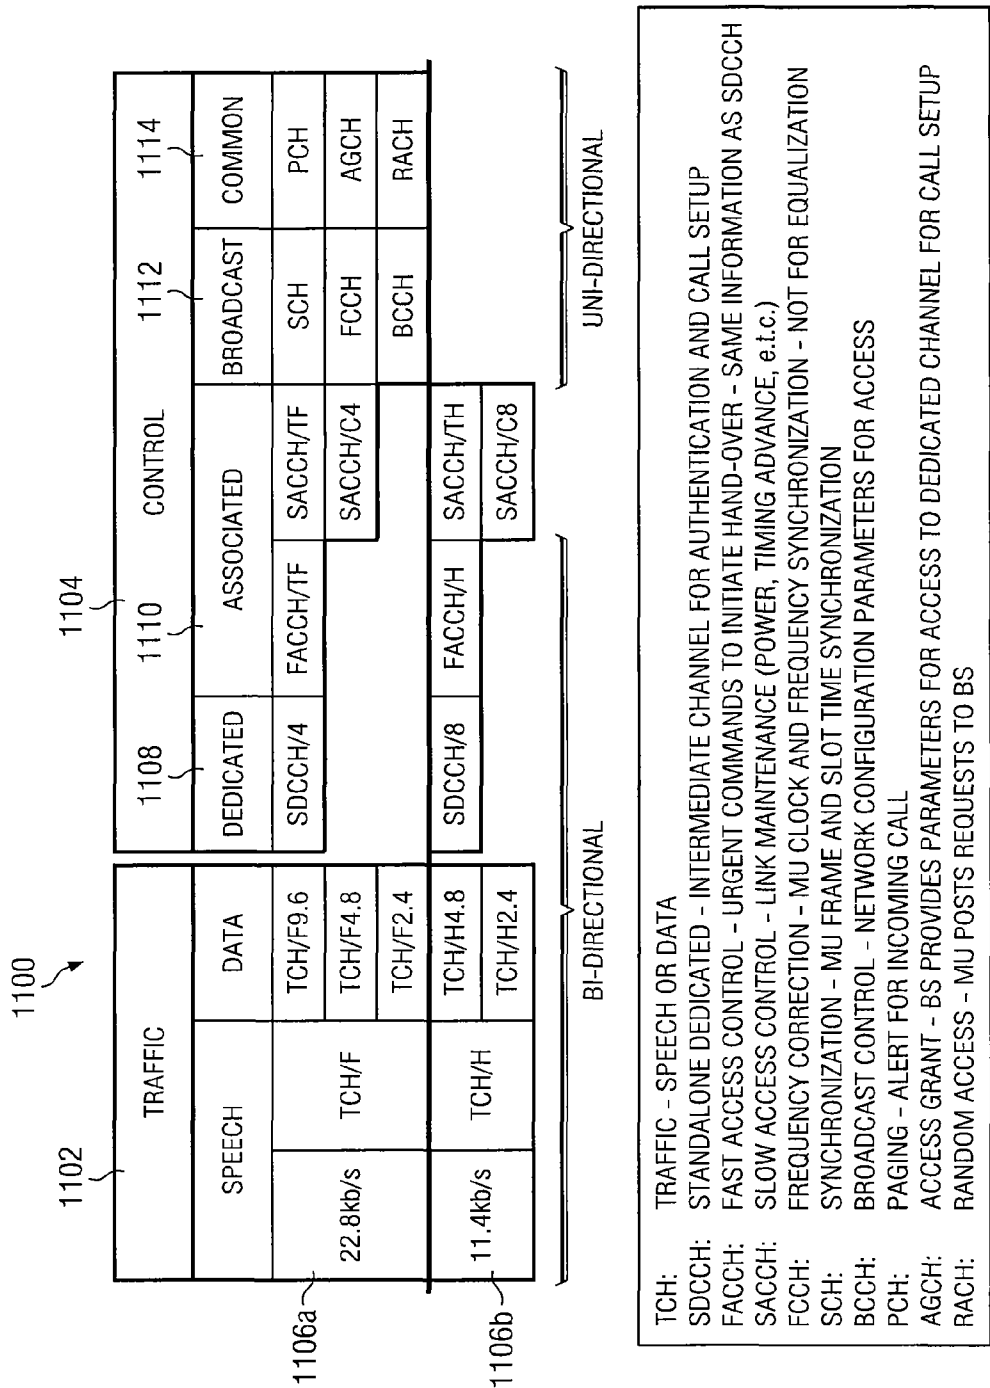 1100
1102
1104
1108
1110
1112
1114
TRAFFIC
CONTROL
SPEECH
DATA
DEDICATED
ASSOCIATED
BROADCAST
COMMON
1106a
22.8kb/s
TCH/F
TCH/F9.6
SDCCH/4
FACCH/TF
SACCH/TF
SCH
PCH
TCH/F4.8
SACCH/C4
FCCH
AGCH
TCH/F2.4
BCCH
RACH
1106b
11.4kb/s
TCH/H
TCH/H4.8
SDCCH/8
FACCH/H
SACCH/TH
TCH/H2.4
SACCH/C8
BI-DIRECTIONAL
UNI-DIRECTIONAL
TCH: TRAFFIC - SPEECH OR DATA
SDCCH: STANDALONE DEDICATED - INTERMEDIATE CHANNEL FOR AUTHENTICATION AND CALL SETUP
FACCH: FAST ACCESS CONTROL - URGENT COMMANDS TO INITIATE HAND-OVER - SAME INFORMATION AS SDCCH
SACCH: SLOW ACCESS CONTROL - LINK MAINTENANCE (POWER, TIMING ADVANCE, e.t.c.)
FCCH: FREQUENCY CORRECTION - MU CLOCK AND FREQUENCY SYNCHRONIZATION - NOT FOR EQUALIZATION
SCH: SYNCHRONIZATION - MU FRAME AND SLOT TIME SYNCHRONIZATION
BCCH: BROADCAST CONTROL - NETWORK CONFIGURATION PARAMETERS FOR ACCESS
PCH: PAGING - ALERT FOR INCOMING CALL
AGCH: ACCESS GRANT - BS PROVIDES PARAMETERS FOR ACCESS TO DEDICATED CHANNEL FOR CALL SETUP
RACH: RANDOM ACCESS - MU POSTS REQUESTS TO BS